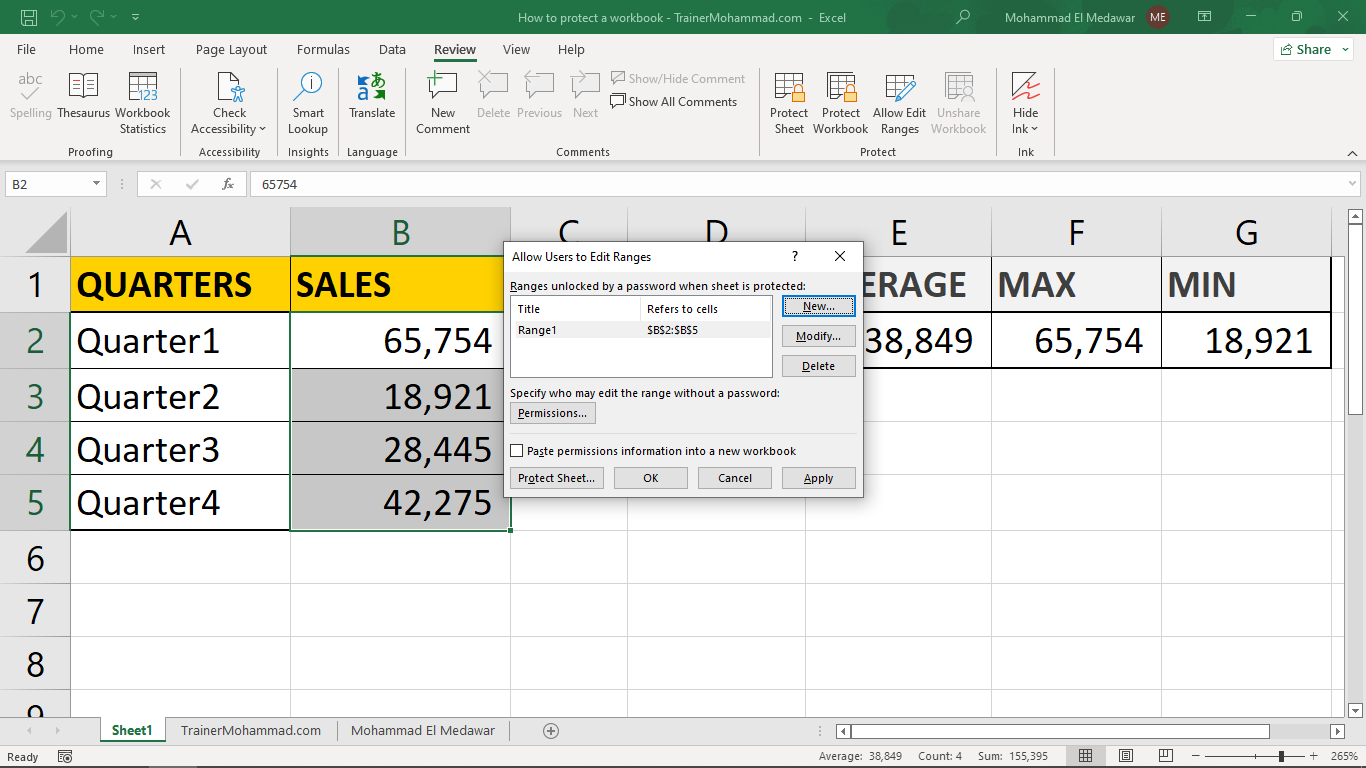 How to protect a workbook - TrainerMohammad.com - Excel
Mohammad El Medawar ME
File Home Insert Page Layout Formulas Data Review View Help Share
abc Spelling
Thesaurus
123 Workbook Statistics
Proofing
Check Accessibility
Accessibility
Smart Lookup
Insights
Translate
Language
New Comment
Delete
Previous
Next
Show/Hide Comment
Show All Comments
Comments
Protect Sheet
Protect Workbook
Allow Edit Ranges
Unshare Workbook
Protect
Hide Ink
Ink
B2 fx 65754
A B C D E F G
1 QUARTERS SALES ERAGE MAX MIN
2 Quarter1 65,754 38,849 65,754 18,921
3 Quarter2 18,921
4 Quarter3 28,445
5 Quarter4 42,275
6
7
8
9
Allow Users to Edit Ranges ?
Ranges unlocked by a password when sheet is protected:
Title Refers to cells
Range1 $B$2:$B$5
New...
Modify...
Delete
Specify who may edit the range without a password:
Permissions...
Paste permissions information into a new workbook
Protect Sheet... OK Cancel Apply
Sheet1 TrainerMohammad.com Mohammad El Medawar
Ready Average: 38,849 Count: 4 Sum: 155,395 265%